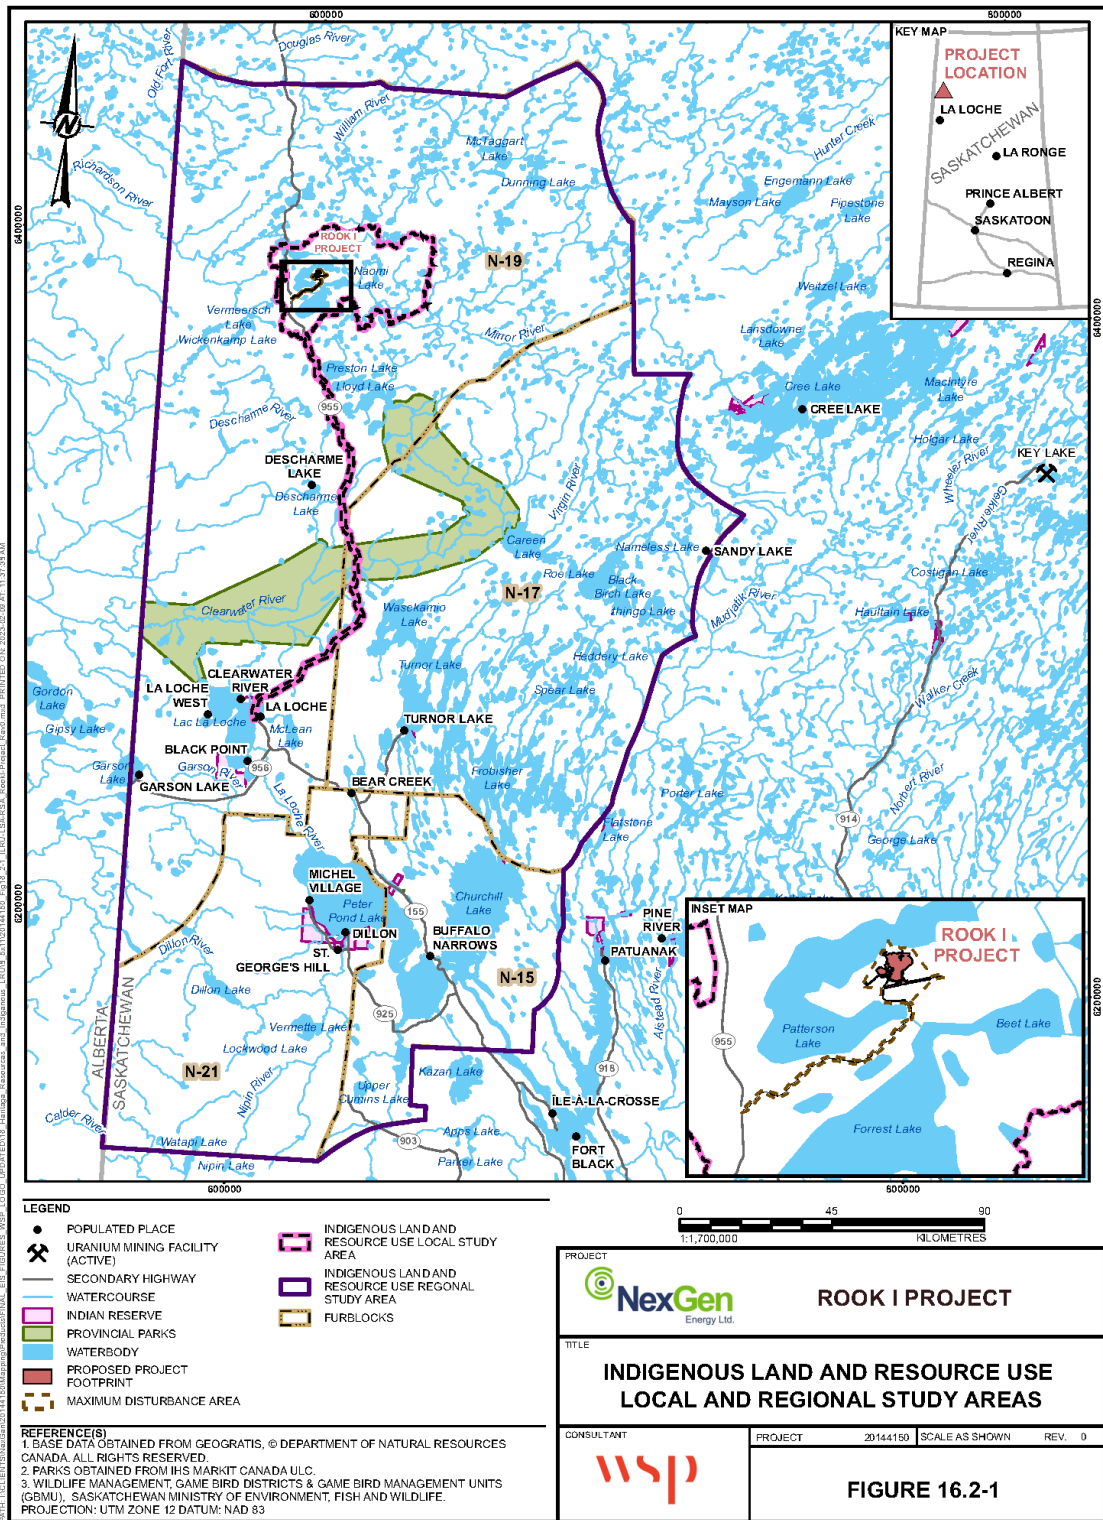 600000
600000
Douglas River
Old Fort River
KEY MAP
PROJECT
LOCATION
LA LOCHE
SASKATCHEWAN
LA RONGE
PRINCE ALBERT
SASKATOON
REGINA
N
William River
McTaggart
Lake
Hunter Creek
Richardson River
Dunning Lake
Engemann Lake
Mayson Lake
Pipestone
Lake
6400000
6400000
ROOK I
PROJECT
Naomi
Lake
N-19
Weitzel Lake
Vermeersch
Lake
Wickenkamp Lake
Mirror River
Lansdowne
Lake
Preston Lake
Lloyd Lake
Cree Lake
MacIntyre
Lake
955
CREE LAKE
Descharme River
Holgar Lake
DESCHARME
LAKE
Descharme
Lake
KEY LAKE
Wheeler River
Geikie River
Virgin River
Careen
Lake
Nameless Lake
SANDY LAKE
Roe Lake
Black
Birch Lake
Costigan Lake
N-17
Clearwater River
Wasekamio
Lake
Mudjatik River
Haultain Lake
Turnor Lake
Haddery Lake
Spear Lake
Walker Creek
CLEARWATER
RIVER
LA LOCHE
WEST
Gordon
Lake
LA LOCHE
Lac La Loche
McLean
Lake
TURNOR LAKE
Gipsy Lake
BLACK POINT
Garson
Lake
Garson River
956
GARSON LAKE
La Loche River
BEAR CREEK
Frobisher
Lake
Porter Lake
Norbert River
914
Flatstone
Lake
George Lake
6200000
6200000
MICHEL
VILLAGE
Peter
Pond Lake
DILLON
ST.
GEORGE'S HILL
155
Churchill
Lake
BUFFALO
NARROWS
PINE
RIVER
PATUANAK
Dillon River
Dillon Lake
N-15
Alstead River
925
Vermette Lake
Lockwood Lake
ALBERTA
SASKATCHEWAN
N-21
Nipin River
Upper
Cumins Lake
Kazan Lake
918
ÎLE-À-LA-CROSSE
Calder River
Watapi Lake
Nipin Lake
903
Apps Lake
Parker Lake
FORT
BLACK
INSET MAP
ROOK I
PROJECT
955
Patterson
Lake
Beet Lake
Forrest Lake
600000
800000
LEGEND
POPULATED PLACE
URANIUM MINING FACILITY
(ACTIVE)
SECONDARY HIGHWAY
WATERCOURSE
INDIAN RESERVE
PROVINCIAL PARKS
WATERBODY
PROPOSED PROJECT
FOOTPRINT
MAXIMUM DISTURBANCE AREA
INDIGENOUS LAND AND
RESOURCE USE LOCAL STUDY
AREA
INDIGENOUS LAND AND
RESOURCE USE REGIONAL
STUDY AREA
FURBLOCKS
0 45 90
1:1,700,000 KILOMETRES
REFERENCE(S)
1. BASE DATA OBTAINED FROM GEOGRATIS, © DEPARTMENT OF NATURAL RESOURCES
CANADA. ALL RIGHTS RESERVED.
2. PARKS OBTAINED FROM IHS MARKIT CANADA ULC.
3. WILDLIFE MANAGEMENT, GAME BIRD DISTRICTS & GAME BIRD MANAGEMENT UNITS
(GBMU), SASKATCHEWAN MINISTRY OF ENVIRONMENT, FISH AND WILDLIFE.
PROJECTION: UTM ZONE 12 DATUM: NAD 83
PROJECT
NexGen
Energy Ltd.
ROOK I PROJECT
TITLE
INDIGENOUS LAND AND RESOURCE USE
LOCAL AND REGIONAL STUDY AREAS
CONSULTANT
wsp
PROJECT 20144150 SCALE AS SHOWN REV. 0
FIGURE 16.2-1